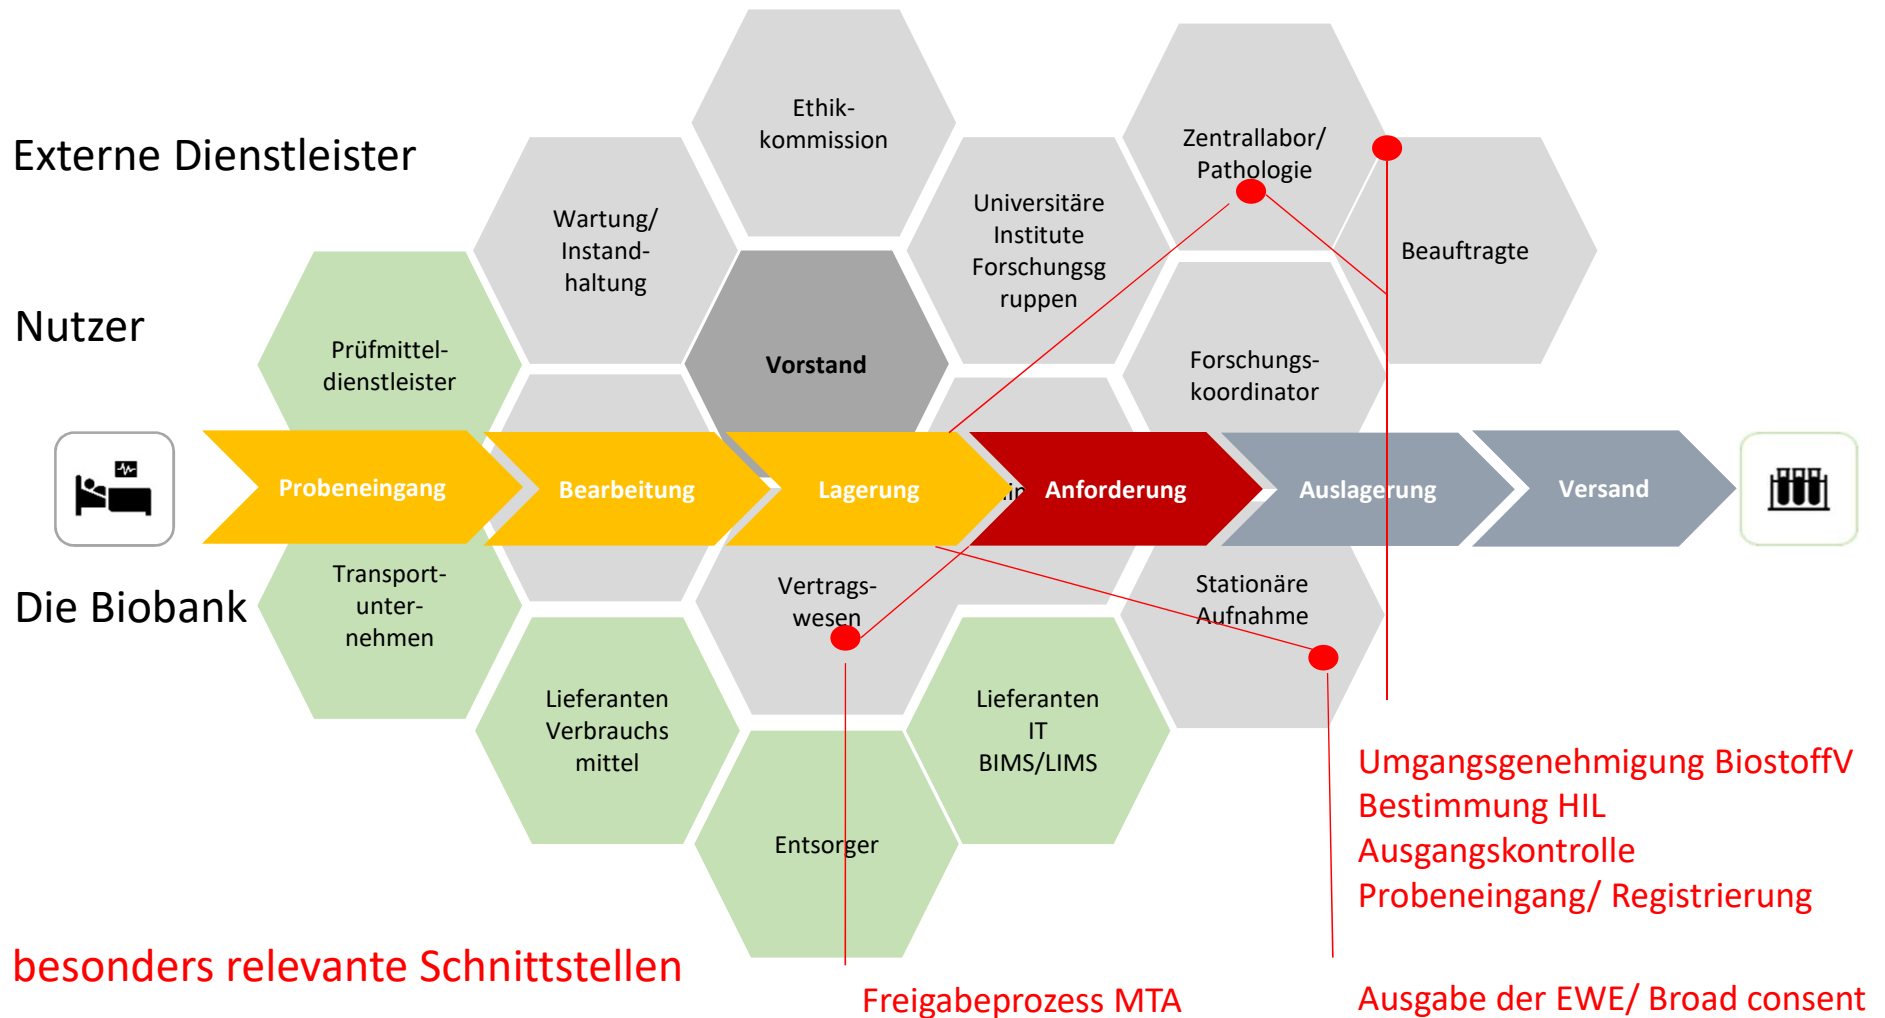 Externe Dienstleister
Nutzer
Die Biobank
Ethik-
kommission
Zentrallabor/
Pathologie
Wartung/
Instand-
haltung
Universitäre
Institute
Forschungsg
ruppen
Beauftragte
Prüfmittel-
dienstleister
Vorstand
Forschungs-
koordinator
Probeneingang
Bearbeitung
Lagerung
Anforderung
Auslagerung
Versand
Transport-
unter-
nehmen
Vertrags-
wesen
Stationäre
Aufnahme
Lieferanten
Verbrauchs
mittel
Lieferanten
IT
BIMS/LIMS
Entsorger
Umgangsgenehmigung BiostoffV
Bestimmung HIL
Ausgangskontrolle
Probeneingang/ Registrierung
besonders relevante Schnittstellen
Freigabeprozess MTA
Ausgabe der EWE/ Broad consent